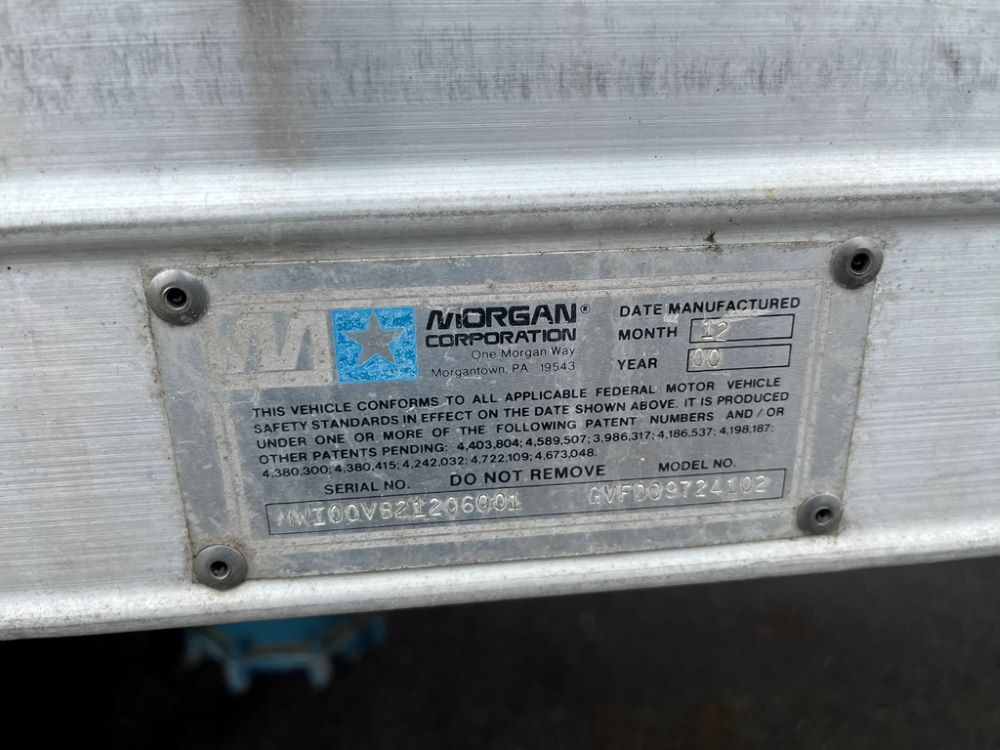 MORGAN®
CORPORATION
One Morgan Way
Morgantown, PA 19543
DATE MANUFACTURED
MONTH 12
YEAR 00
THIS VEHICLE CONFORMS TO ALL APPLICABLE FEDERAL MOTOR VEHICLE
SAFETY STANDARDS IN EFFECT ON THE DATE SHOWN ABOVE. IT IS PRODUCED
UNDER ONE OR MORE OF THE FOLLOWING PATENT NUMBERS AND / OR
OTHER PATENTS PENDING: 4,403,804; 4,589,507; 3,986,317; 4,186,537; 4,198,187;
4,380,300; 4,380,415; 4,242,032; 4,722,109; 4,673,048.
SERIAL NO. DO NOT REMOVE MODEL NO.
MWI00VB21206001 GVFD09724102